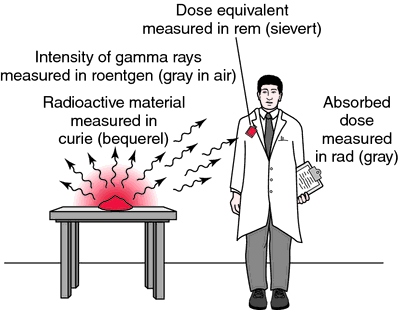 Dose equivalent
measured in rem (sievert)
Intensity of gamma rays
measured in roentgen (gray in air)
Radioactive material
measured in
curie (bequerel)
Absorbed
dose
measured
in rad (gray)